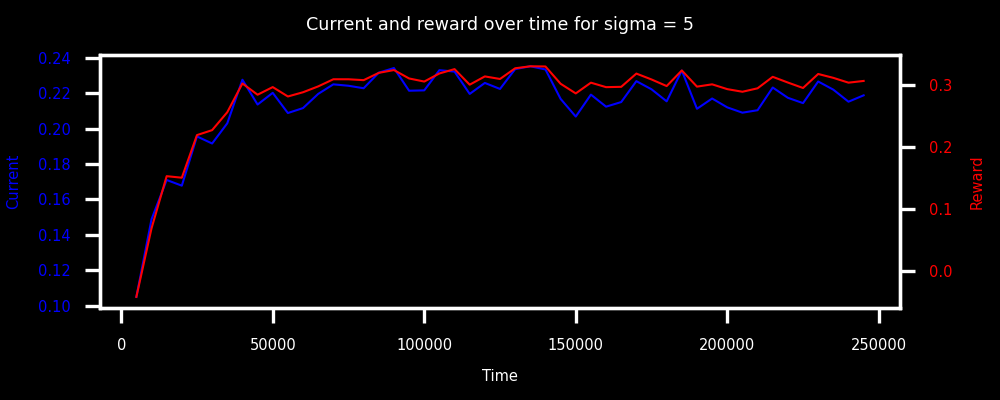 Current and reward over time for sigma = 5
0.24
0.22
0.20
0.18
0.16
0.14
0.12
0.10
Current
0.3
0.2
0.1
0.0
Reward
0 50000 100000 150000 200000 250000
Time